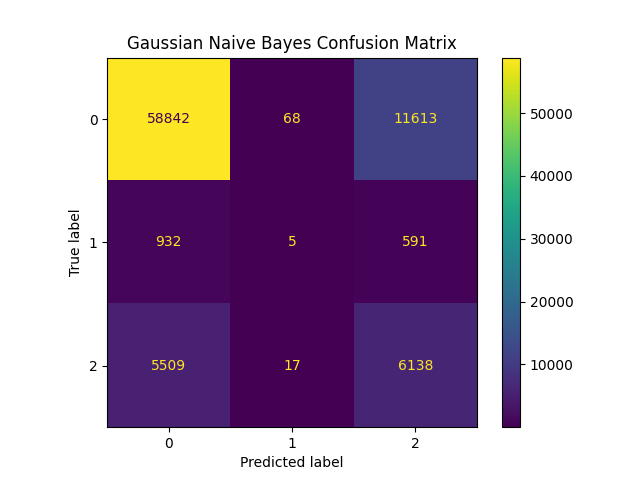 Gaussian Naive Bayes Confusion Matrix
0
58842 68 11613
1
932 5 591
2
5509 17 6138
0 1 2
Predicted label
True label
50000
40000
30000
20000
10000